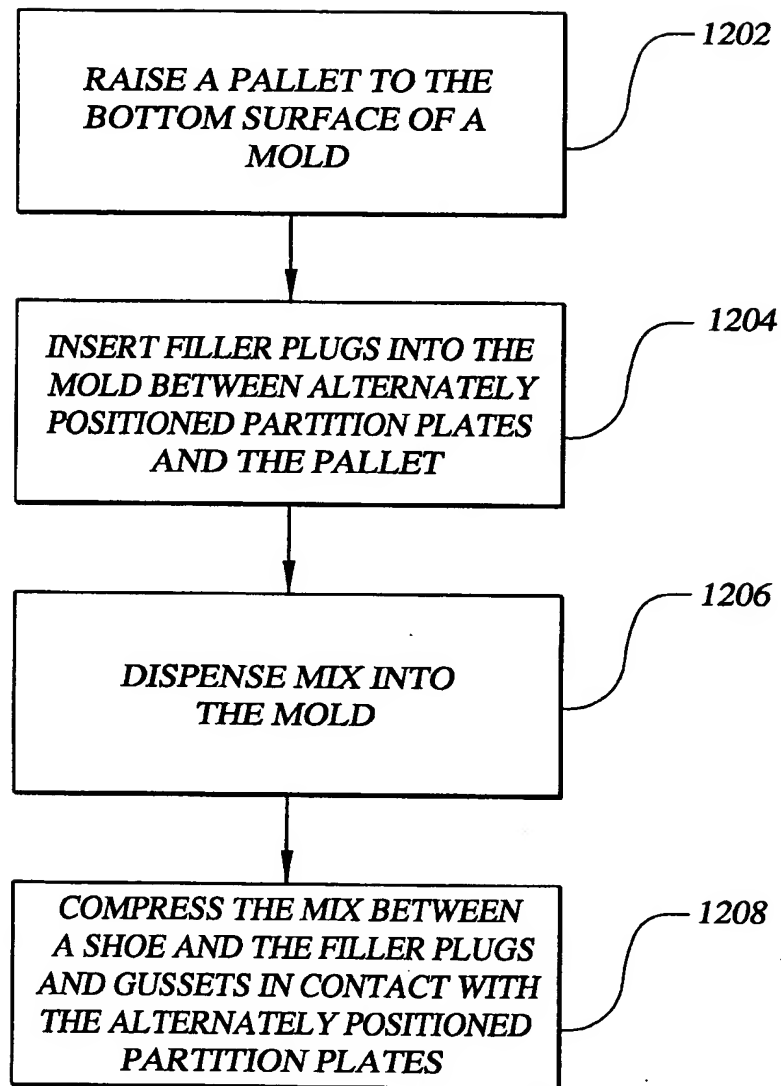 1202
RAISE A PALLET TO THE
BOTTOM SURFACE OF A
MOLD
1204
INSERT FILLER PLUGS INTO THE
MOLD BETWEEN ALTERNATELY
POSITIONED PARTITION PLATES
AND THE PALLET
1206
DISPENSE MIX INTO
THE MOLD
1208
COMPRESS THE MIX BETWEEN
A SHOE AND THE FILLER PLUGS
AND GUSSETS IN CONTACT WITH
THE ALTERNATELY POSITIONED
PARTITION PLATES